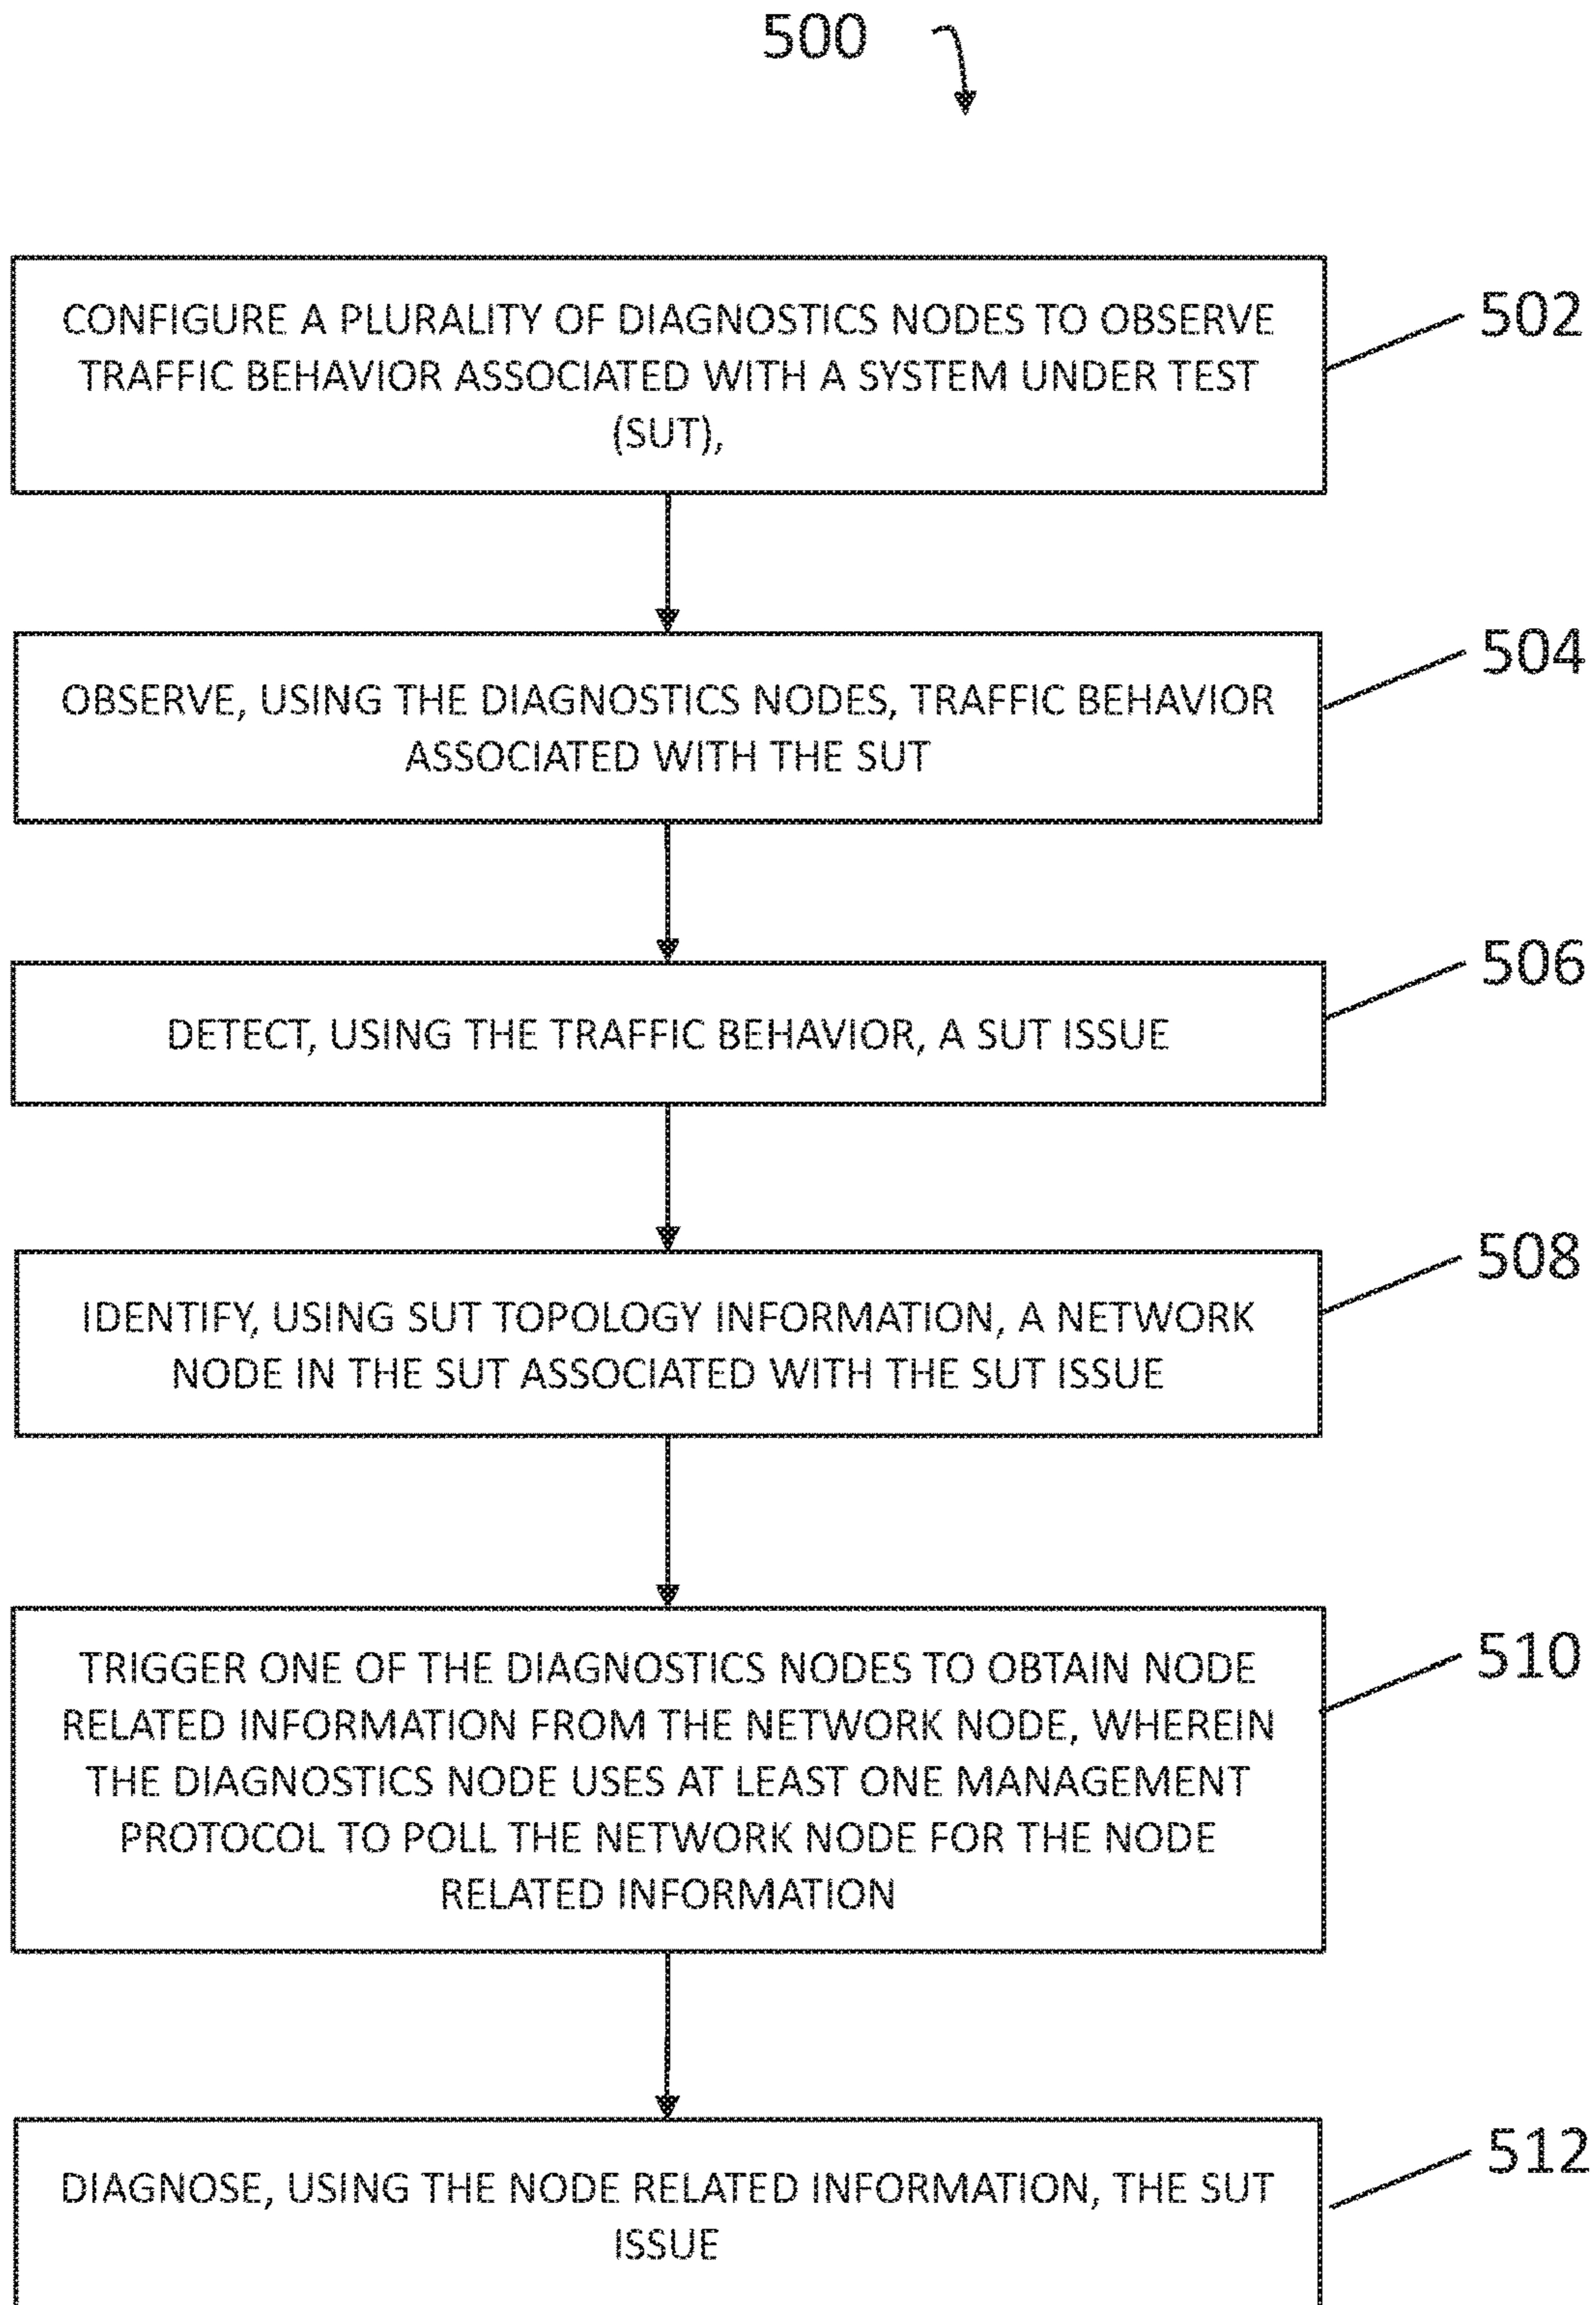 500
CONFIGURE A PLURALITY OF DIAGNOSTICS NODES TO OBSERVE
TRAFFIC BEHAVIOR ASSOCIATED WITH A SYSTEM UNDER TEST
(SUT),
502
OBSERVE, USING THE DIAGNOSTICS NODES, TRAFFIC BEHAVIOR
ASSOCIATED WITH THE SUT
504
DETECT, USING THE TRAFFIC BEHAVIOR, A SUT ISSUE
506
IDENTIFY, USING SUT TOPOLOGY INFORMATION, A NETWORK
NODE IN THE SUT ASSOCIATED WITH THE SUT ISSUE
508
TRIGGER ONE OF THE DIAGNOSTICS NODES TO OBTAIN NODE
RELATED INFORMATION FROM THE NETWORK NODE, WHEREIN
THE DIAGNOSTICS NODE USES AT LEAST ONE MANAGEMENT
PROTOCOL TO POLL THE NETWORK NODE FOR THE NODE
RELATED INFORMATION
510
DIAGNOSE, USING THE NODE RELATED INFORMATION, THE SUT
ISSUE
512